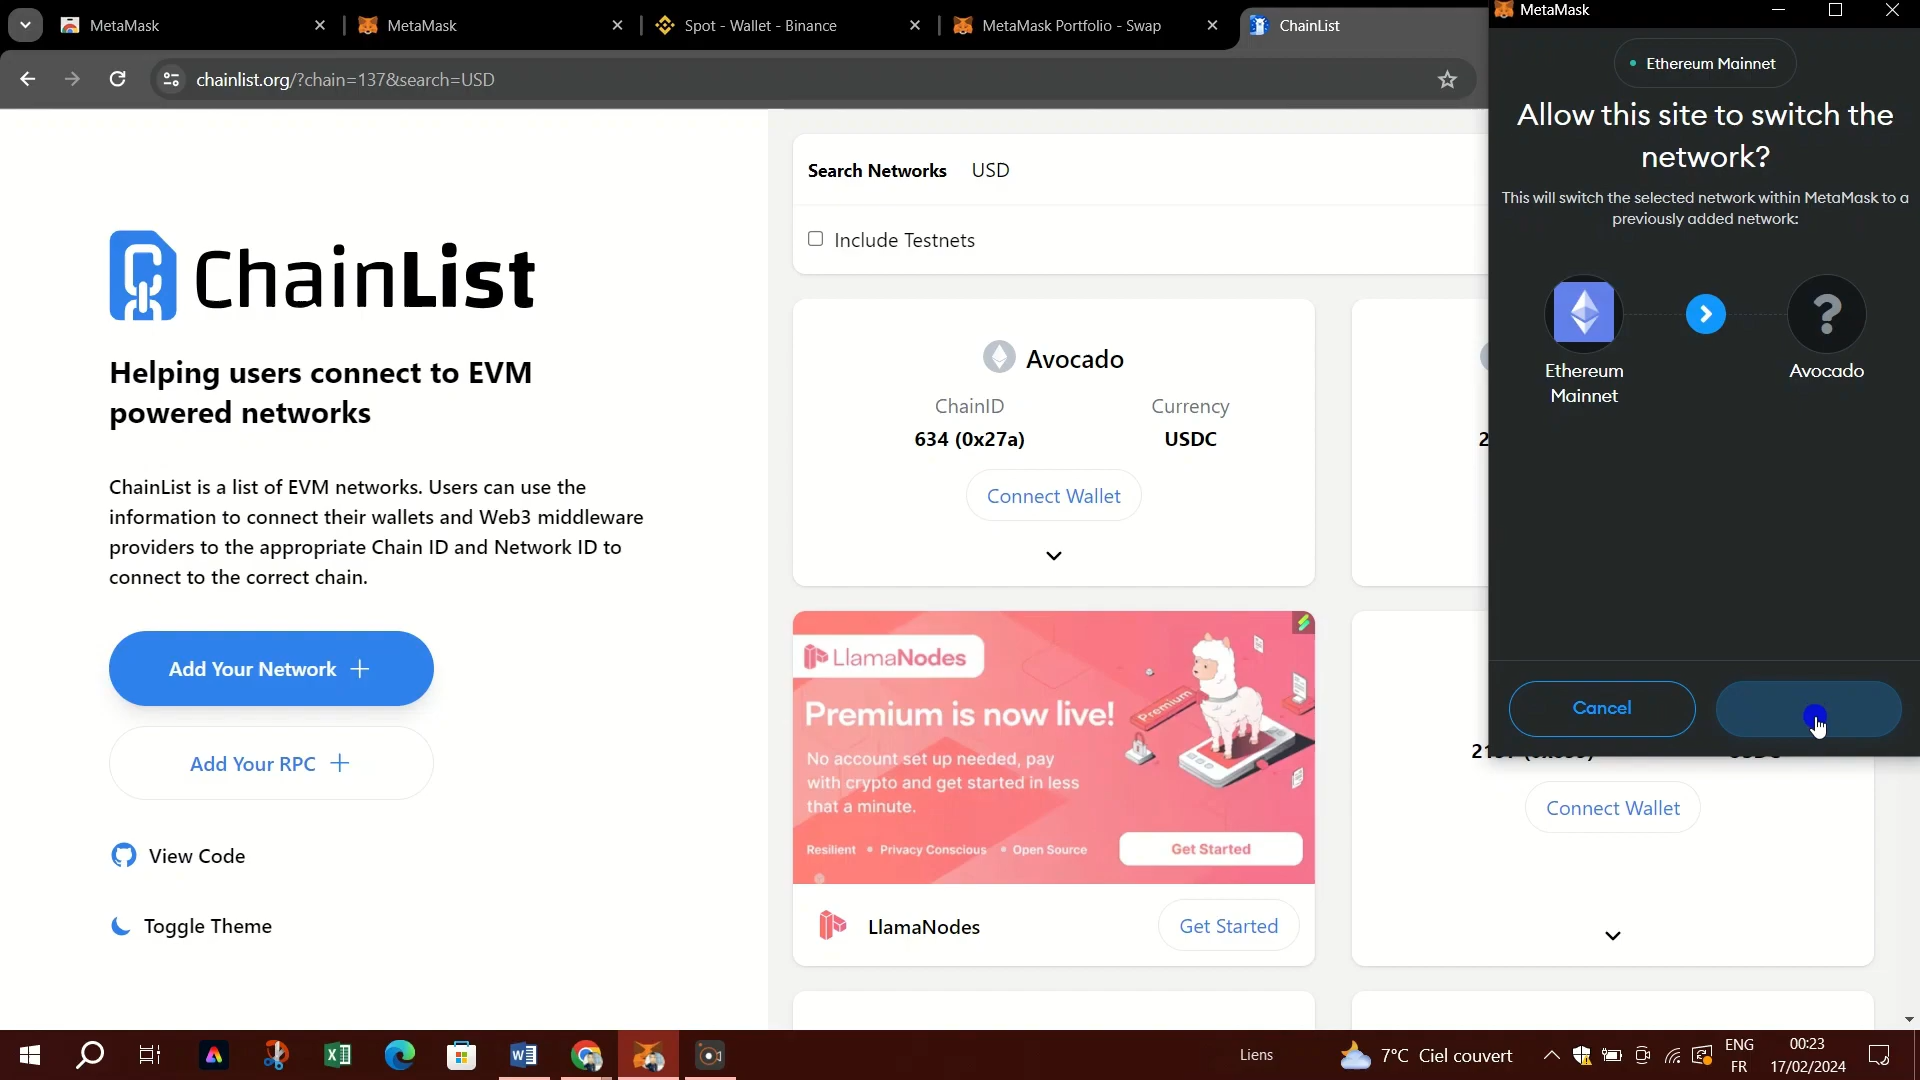 MetaMask
MetaMask
Spot - Wallet - Binance
MetaMask Portfolio - Swap
ChainList
chainlist.org/?chain=137&search=USD
ChainList
Helping users connect to EVM
powered networks
ChainList is a list of EVM networks. Users can use the
information to connect their wallets and Web3 middleware
providers to the appropriate Chain ID and Network ID to
connect to the correct chain.
Add Your Network
Add Your RPC
View Code
Toggle Theme
Search Networks USD
Include Testnets
Avocado
ChainID Currency
634 (0x27a) USDC
Connect Wallet
LlamaNodes
Premium is now live!
Premium
No account set up needed, pay
with crypto and get started in less
that a minute.
Resilient • Privacy Conscious • Open Source
Get Started
LlamaNodes
Get Started
Connect Wallet
MetaMask
Ethereum Mainnet
Allow this site to switch the
network?
This will switch the selected network within MetaMask to a
previously added network:
Ethereum
Mainnet
?
Avocado
Cancel
Liens
7°C Ciel couvert
ENG
FR
00:23
17/02/2024